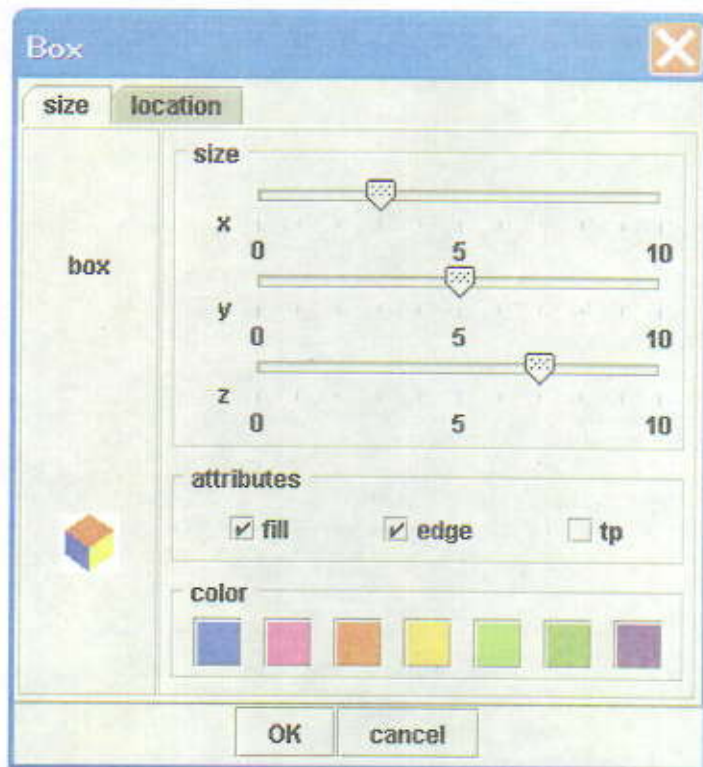 Box
size location
box
size
x
0 5 10
y
0 5 10
z
0 5 10
attributes
fill edge tp
color
OK cancel